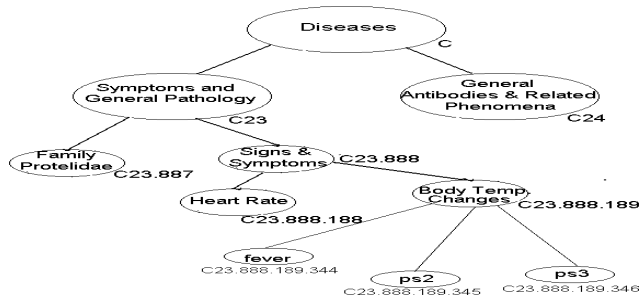 Diseases
C
Symptoms and
General Pathology
C23
General
Antibodies & Related
Phenomena
C24
Family
Protelidae
C23.887
Signs &
Symptoms
C23.888
Heart Rate
C23.888.188
Body Temp
Changes
C23.888.189
fever
C23.888.189.344
ps2
C23.888.189.345
ps3
C23.888.189.346